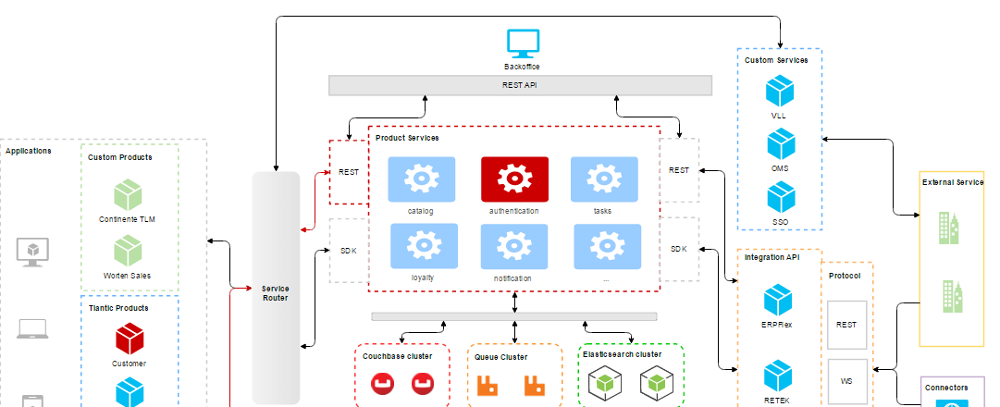 Backoffice
REST API
Custom Services
VLL
OMS
SSO
Applications
Custom Products
Continente TLM
Worten Sales
Tlantic Products
Customer
Service
Router
REST
SDK
Product Services
catalog
authentication
tasks
loyalty
notification
...
REST
SDK
Couchbase cluster
Queue Cluster
Elasticsearch cluster
Integration API
ERPFlex
RETEK
Protocol
REST
WS
External Service
Connectors